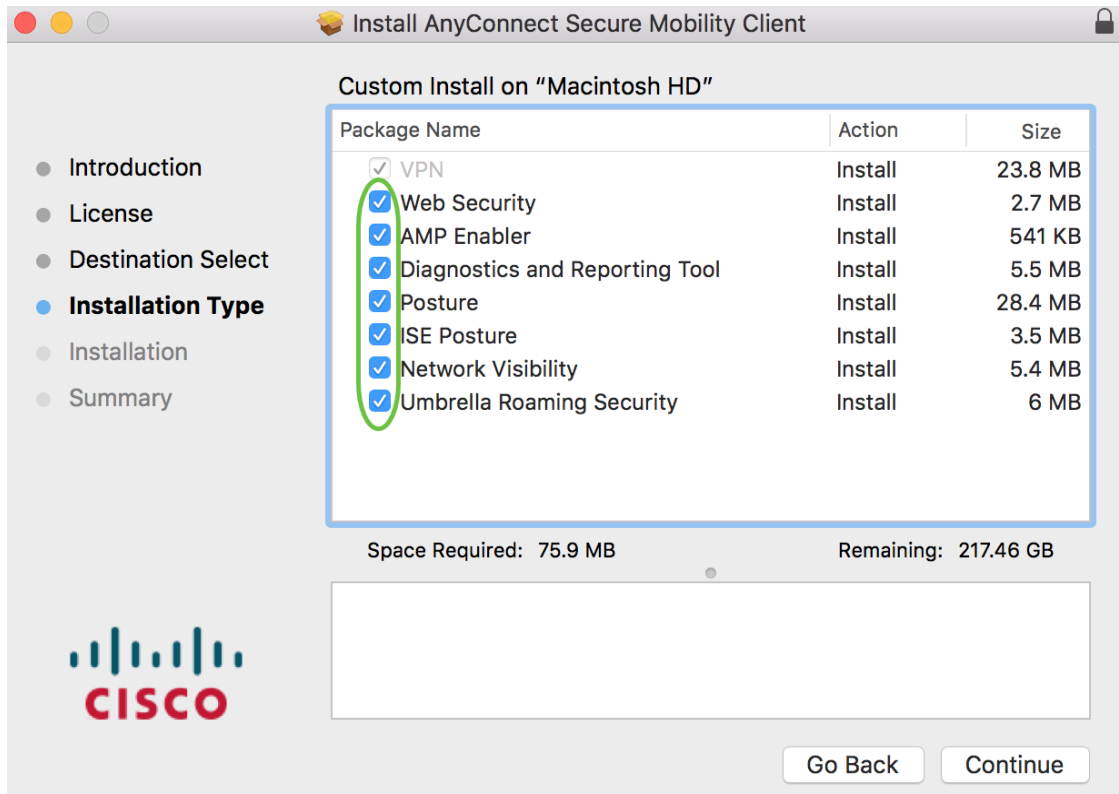 Install AnyConnect Secure Mobility Client
Custom Install on “Macintosh HD”
Package Name Action Size
VPN Install 23.8 MB
Web Security Install 2.7 MB
AMP Enabler Install 541 KB
Diagnostics and Reporting Tool Install 5.5 MB
Posture Install 28.4 MB
ISE Posture Install 3.5 MB
Network Visibility Install 5.4 MB
Umbrella Roaming Security Install 6 MB
Introduction
License
Destination Select
Installation Type
Installation
Summary
Space Required: 75.9 MB Remaining: 217.46 GB
CISCO
Go Back Continue